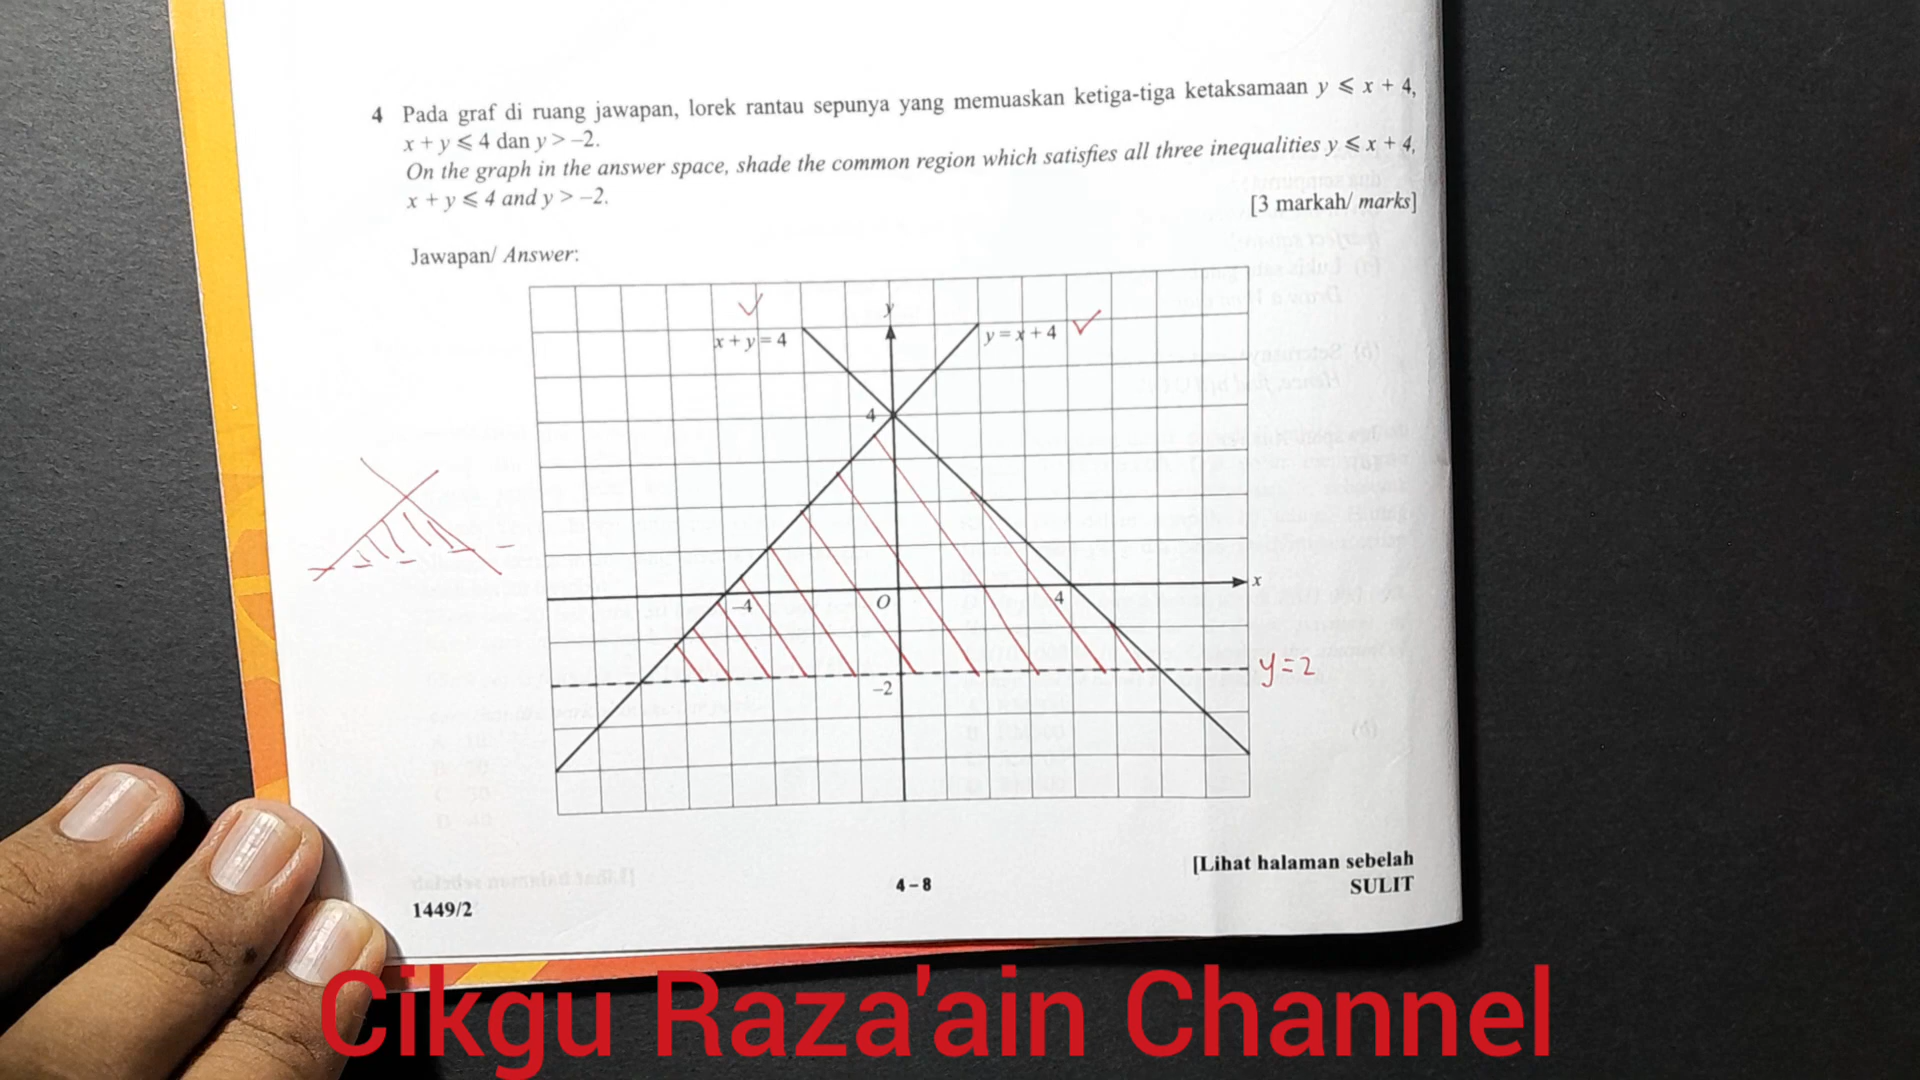 4 Pada graf di ruang jawapan, lorek rantau sepunya yang memuaskan ketiga-tiga ketaksamaan y ⩽ x + 4,
x + y ⩽ 4 dan y > –2.
On the graph in the answer space, shade the common region which satisfies all three inequalities y ⩽ x + 4,
x + y ⩽ 4 and y > –2.
[3 markah/ marks]
Jawapan/ Answer:
y
x + y = 4
y = x + 4
4
x
–4
O
4
y = 2
–2
[Lihat halaman sebelah
4 – 8
SULIT
1449/2
Cikgu Raza'ain Channel